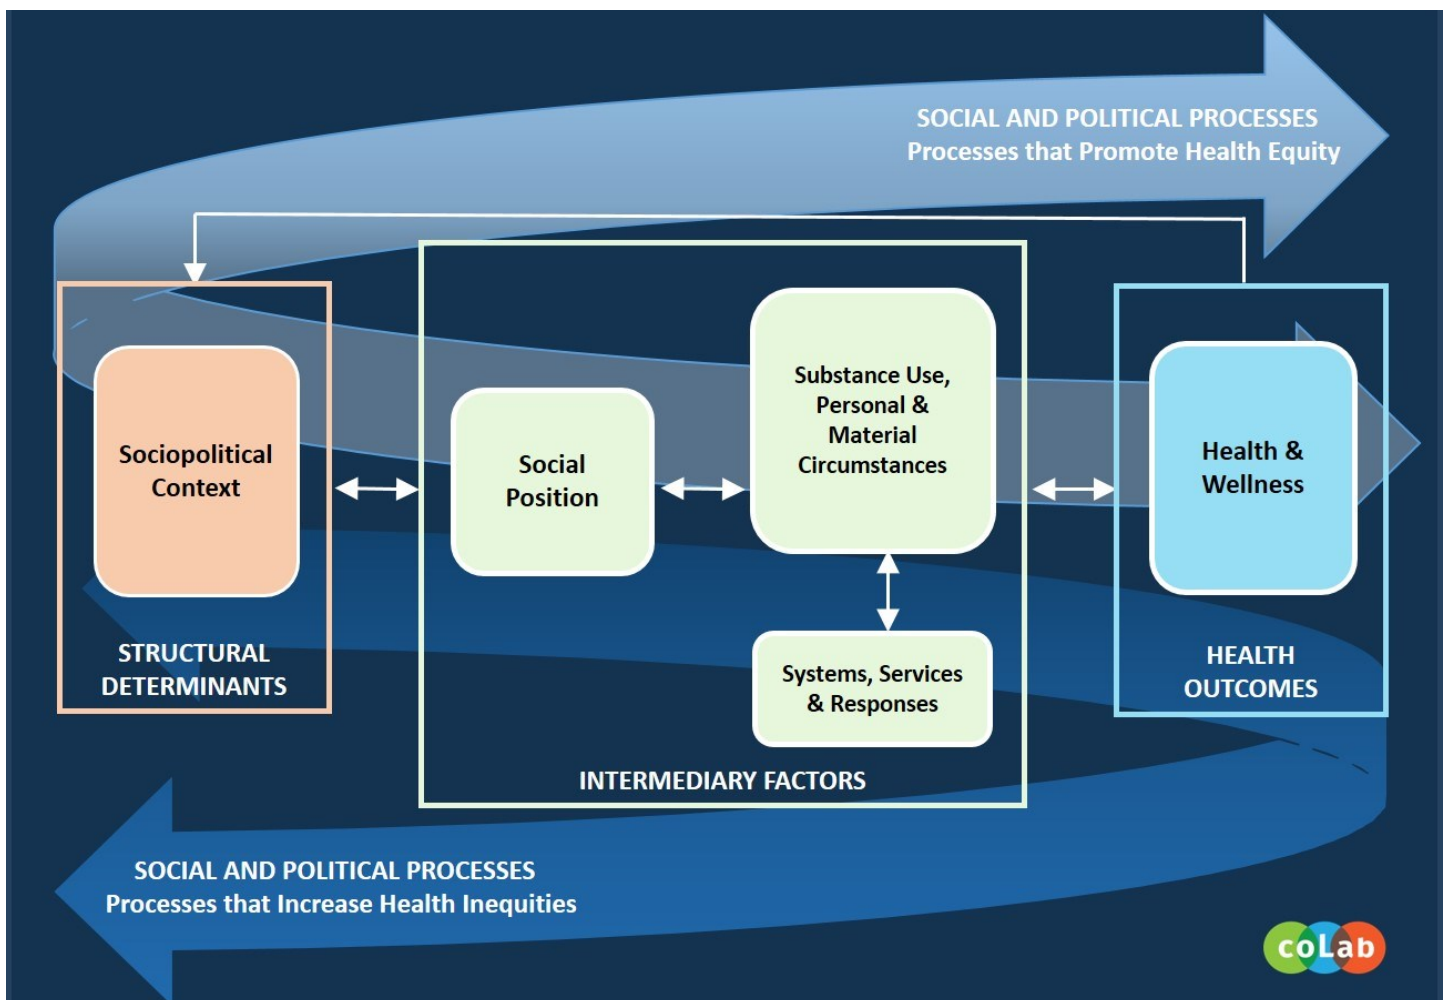 SOCIAL AND POLITICAL PROCESSES
Processes that Promote Health Equity
Sociopolitical
Context
STRUCTURAL
DETERMINANTS
Social
Position
Substance Use,
Personal &
Material
Circumstances
Systems, Services
& Responses
INTERMEDIARY FACTORS
Health &
Wellness
HEALTH
OUTCOMES
SOCIAL AND POLITICAL PROCESSES
Processes that Increase Health Inequities
coLab